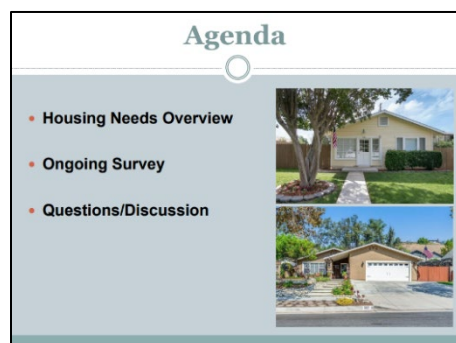 Agenda
Housing Needs Overview
Ongoing Survey
Questions/Discussion